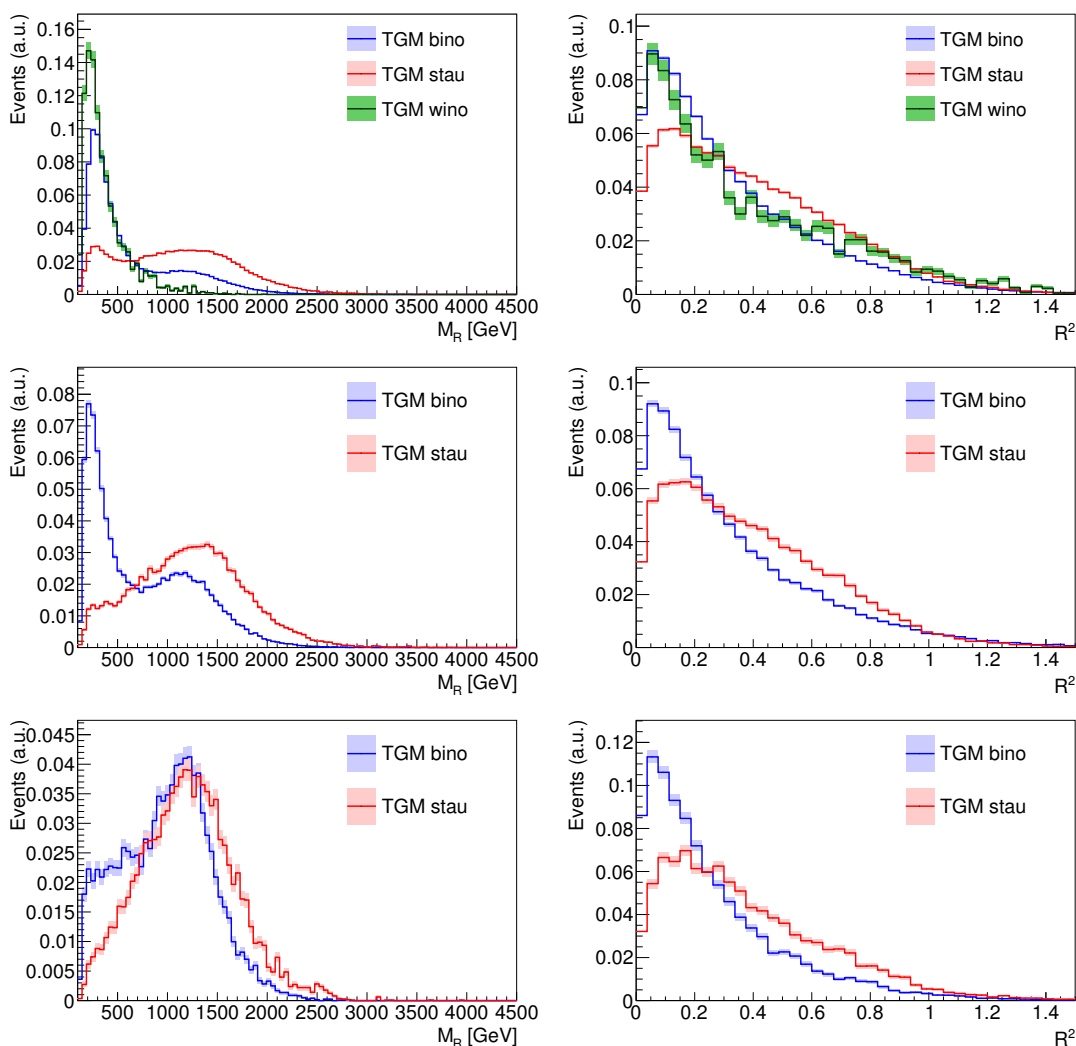 Events (a.u.)
0.16
0.14
0.12
0.1
0.08
0.06
0.04
0.02
0
TGM bino
TGM stau
TGM wino
500 1000 1500 2000 2500 3000 3500 4000 4500
M_R [GeV]
Events (a.u.)
0.1
0.08
0.06
0.04
0.02
0
TGM bino
TGM stau
TGM wino
0 0.2 0.4 0.6 0.8 1 1.2 1.4
R²
Events (a.u.)
0.08
0.07
0.06
0.05
0.04
0.03
0.02
0.01
0
TGM bino
TGM stau
500 1000 1500 2000 2500 3000 3500 4000 4500
M_R [GeV]
Events (a.u.)
0.1
0.08
0.06
0.04
0.02
0
TGM bino
TGM stau
0 0.2 0.4 0.6 0.8 1 1.2 1.4
R²
Events (a.u.)
0.045
0.04
0.035
0.03
0.025
0.02
0.015
0.01
0.005
0
TGM bino
TGM stau
500 1000 1500 2000 2500 3000 3500 4000 4500
M_R [GeV]
Events (a.u.)
0.12
0.1
0.08
0.06
0.04
0.02
0
TGM bino
TGM stau
0 0.2 0.4 0.6 0.8 1 1.2 1.4
R²